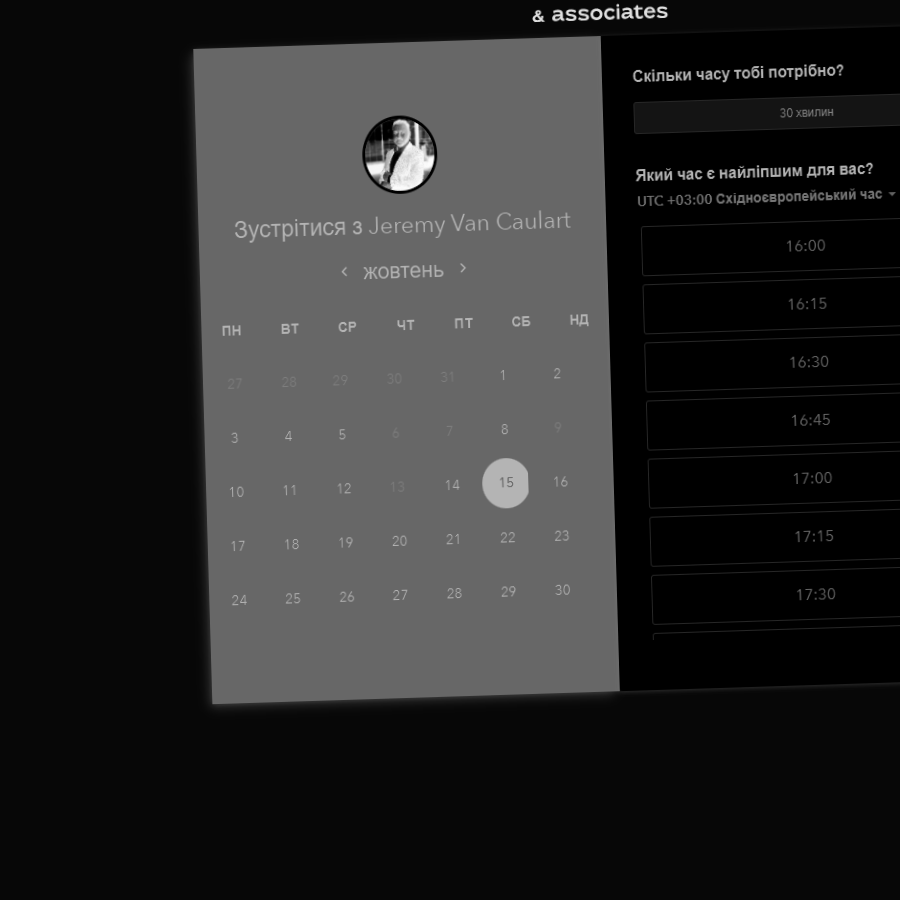 & associates
Зустрітися з Jeremy Van Caulart
‹ жовтень ›
ПН ВТ СР ЧТ ПТ СБ НД
27 28 29 30 31 1 2
3 4 5 6 7 8 9
10 11 12 13 14 15 16
17 18 19 20 21 22 23
24 25 26 27 28 29 30
Скільки часу тобі потрібно?
30 хвилин
Який час є найліпшим для вас?
UTC +03:00 Східноєвропейський час
16:00
16:15
16:30
16:45
17:00
17:15
17:30